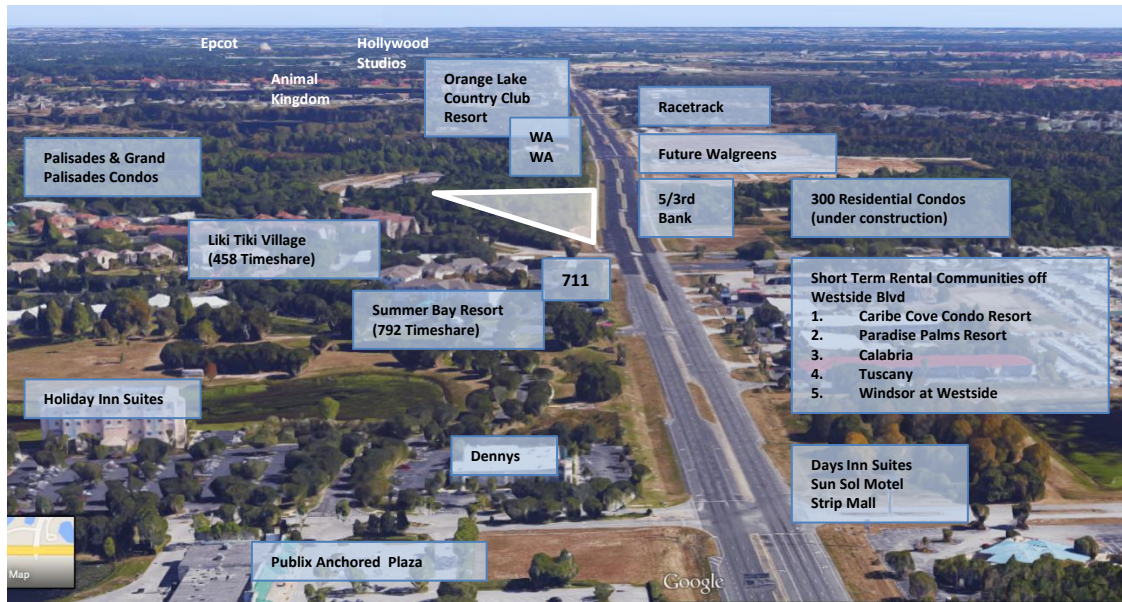 Epcot
Hollywood
Studios
Animal
Kingdom
Orange Lake
Country Club
Resort
WA
WA
Racetrack
Future Walgreens
Palisades & Grand
Palisades Condos
5/3rd
Bank
300 Residential Condos
(under construction)
Liki Tiki Village
(458 Timeshare)
711
Summer Bay Resort
(792 Timeshare)
Short Term Rental Communities off
Westside Blvd
1. Caribe Cove Condo Resort
2. Paradise Palms Resort
3. Calabria
4. Tuscany
5. Windsor at Westside
Holiday Inn Suites
Dennys
Days Inn Suites
Sun Sol Motel
Strip Mall
Publix Anchored Plaza
Map
Google